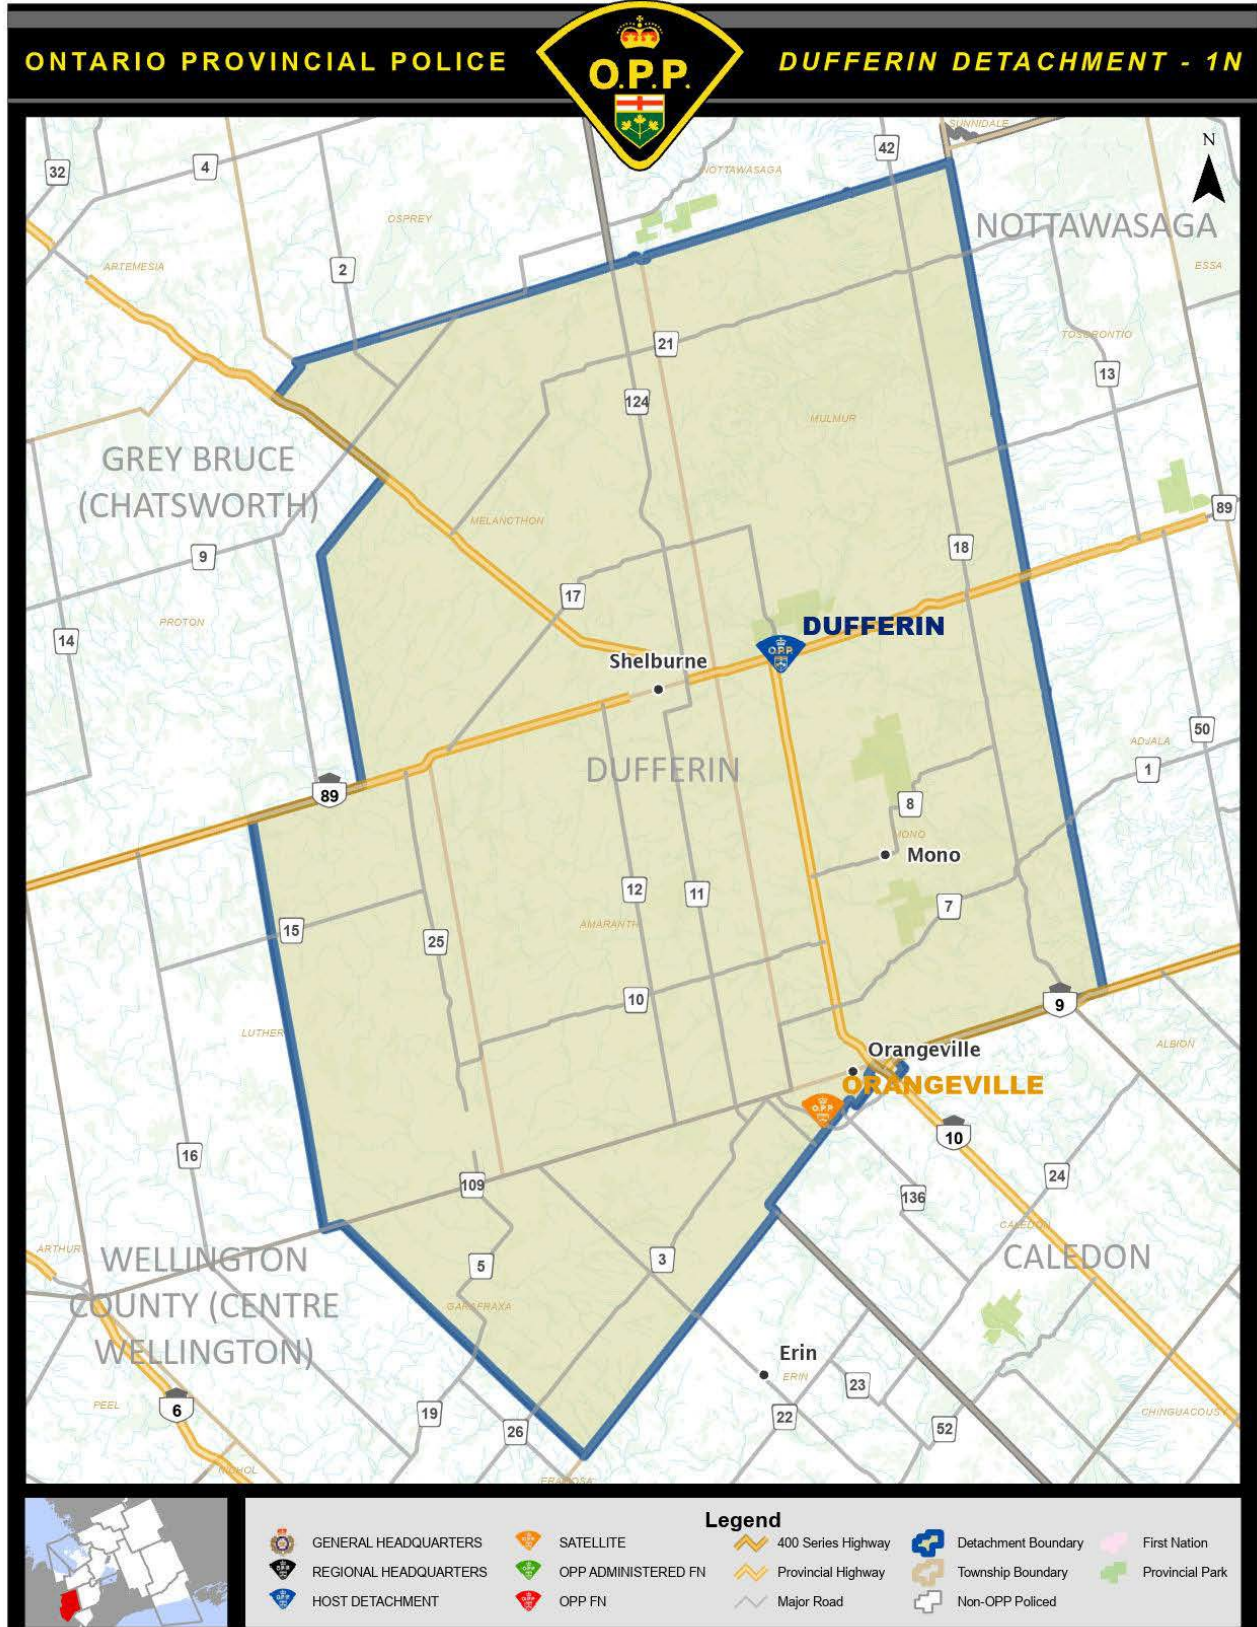 ONTARIO PROVINCIAL POLICE
O.P.P.
DUFFERIN DETACHMENT - 1N
SUNNIDALE
N
32
4
42
NOTTAWASAGA
OSPREY
NOTTAWASAGA
ARTEMESIA
2
ESSA
21
TOSORONTIO
13
124
MULMUR
GREY BRUCE
(CHATSWORTH)
89
MELANCTHON
9
18
17
PROTON
14
DUFFERIN
O.P.P.
Shelburne
50
ADJALA
1
DUFFERIN
89
8
MONO
Mono
12
11
7
15
25
AMARANTH
10
9
LUTHER
ALBION
Orangeville
ORANGEVILLE
O.P.P.
10
16
24
109
136
CALEDON
ARTHUR
WELLINGTON
COUNTY (CENTRE
WELLINGTON)
CALEDON
5
3
GARAFRAXA
Erin
ERIN
23
PEEL
6
19
22
26
52
CHINGUACOUSY
NICHOL
ERAMOSA
Legend
GENERAL HEADQUARTERS
SATELLITE
400 Series Highway
Detachment Boundary
First Nation
REGIONAL HEADQUARTERS
OPP ADMINISTERED FN
Provincial Highway
Township Boundary
Provincial Park
HOST DETACHMENT
OPP FN
Major Road
Non-OPP Policed